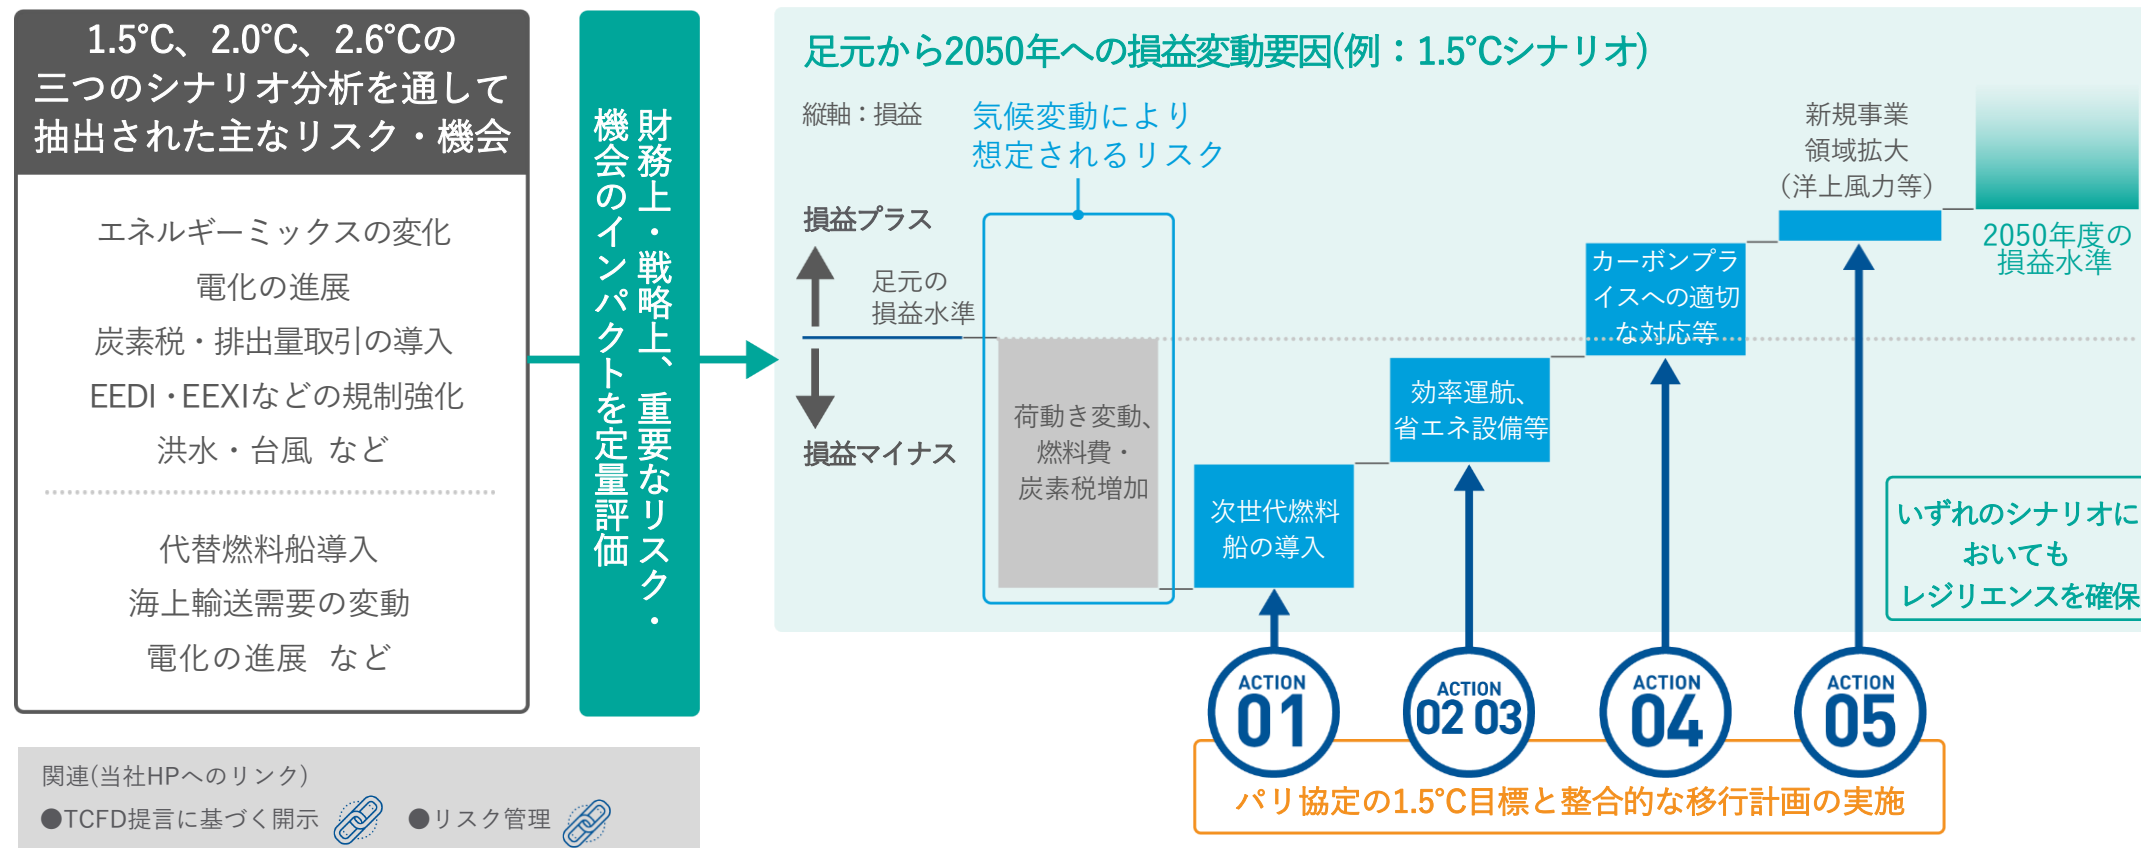 1.5℃、2.0℃、2.6℃の
三つのシナリオ分析を通して
抽出された主なリスク・機会
エネルギーミックスの変化
電化の進展
炭素税・排出量取引の導入
EEDI・EEXIなどの規制強化
洪水・台風 など
代替燃料船導入
海上輸送需要の変動
電化の進展 など
関連(当社HPへのリンク)
●TCFD提言に基づく開示
●リスク管理
財務上・戦略上、重要なリスク・
機会のインパクトを定量評価
足元から2050年への損益変動要因(例：1.5℃シナリオ)
縦軸：損益
気候変動により
想定されるリスク
損益プラス
足元の
損益水準
損益マイナス
荷動き変動、
燃料費・
炭素税増加
次世代燃料
船の導入
効率運航、
省エネ設備等
カーボンプラ
イスへの適切
な対応等
新規事業
領域拡大
（洋上風力等）
2050年度の
損益水準
いずれのシナリオに
おいても
レジリエンスを確保
ACTION
01
ACTION
02 03
ACTION
04
ACTION
05
パリ協定の1.5℃目標と整合的な移行計画の実施